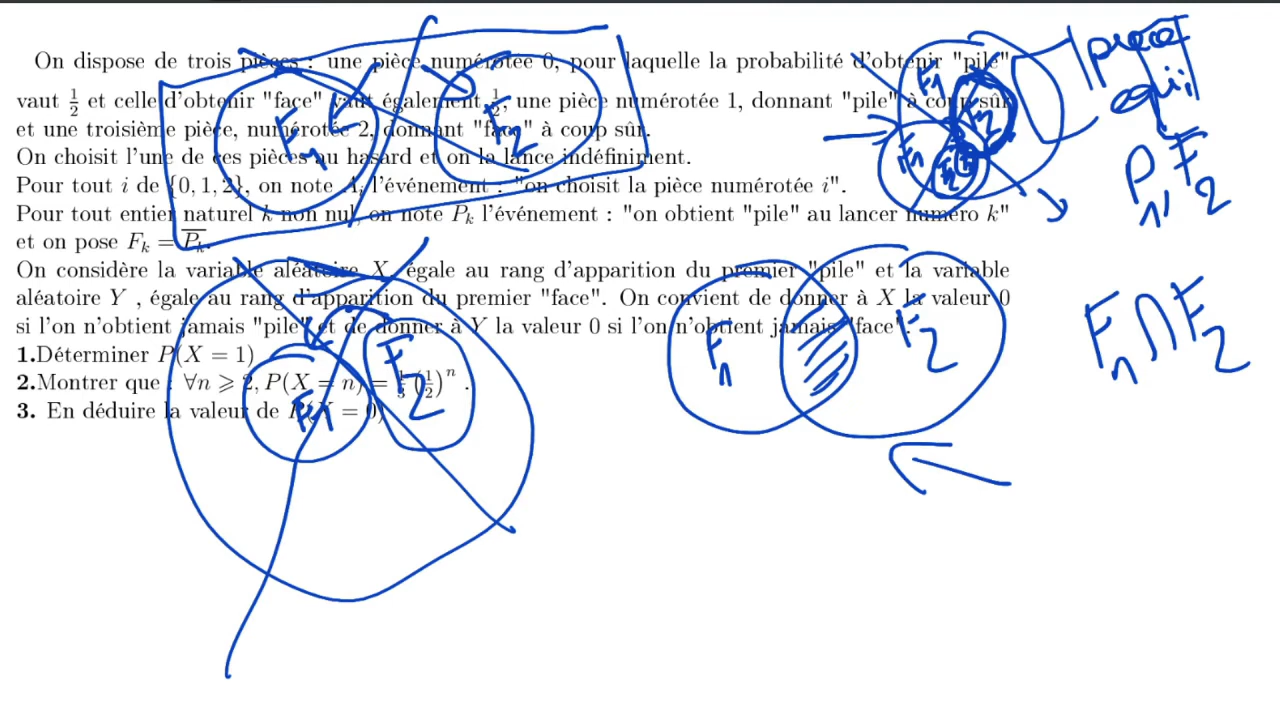 On dispose de trois pièces : une pièce numérotée 0, pour laquelle la probabilité d'obtenir "pile"
vaut 1/2 et celle d'obtenir "face" vaut également 1/2, une pièce numérotée 1, donnant "pile" à coup sûr
et une troisième pièce, numérotée 2, donnant "face" à coup sûr.
On choisit l'une de ces pièces au hasard et on la lance indéfiniment.
Pour tout i de {0, 1, 2}, on note A_i l'événement : "on choisit la pièce numérotée i".
Pour tout entier naturel k non nul, on note P_k l'événement : "on obtient "pile" au lancer numéro k"
et on pose F_k = \overline{P_k}.
On considère la variable aléatoire X, égale au rang d'apparition du premier "pile" et la variable
aléatoire Y , égale au rang d'apparition du premier "face". On convient de donner à X la valeur 0
si l'on n'obtient jamais "pile" et de donner à Y la valeur 0 si l'on n'obtient jamais "face".
1.Déterminer P(X = 1)
2.Montrer que : ∀n ⩾ 2, P(X = n) = 1/3 (1/2)^n .
3. En déduire la valeur de P(X = 0)
F1
F2
F1
F2
F1
F2
F1
F2
F1 ∩ F2